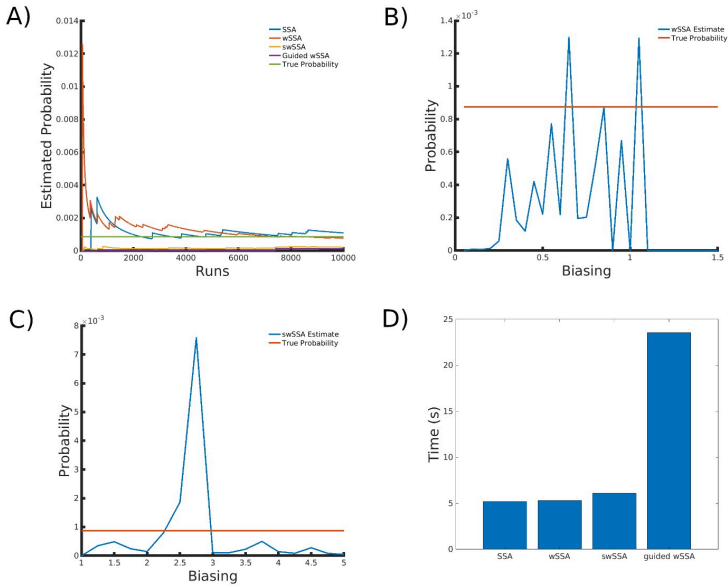 A)
0.014
0.012
0.01
0.008
0.006
0.004
0.002
0
Estimated Probability
0
2000
4000
6000
8000
10000
Runs
SSA
wSSA
swSSA
Guided wSSA
True Probability
B)
×10⁻³
1.4
1.2
1
0.8
0.6
0.4
0.2
0
Probability
0
0.5
1
1.5
Biasing
wSSA Estimate
True Probability
C)
×10⁻³
8
7
6
5
4
3
2
1
0
Probability
1
1.5
2
2.5
3
3.5
4
4.5
5
Biasing
swSSA Estimate
True Probability
D)
25
20
15
10
5
0
Time (s)
SSA
wSSA
swSSA
guided wSSA